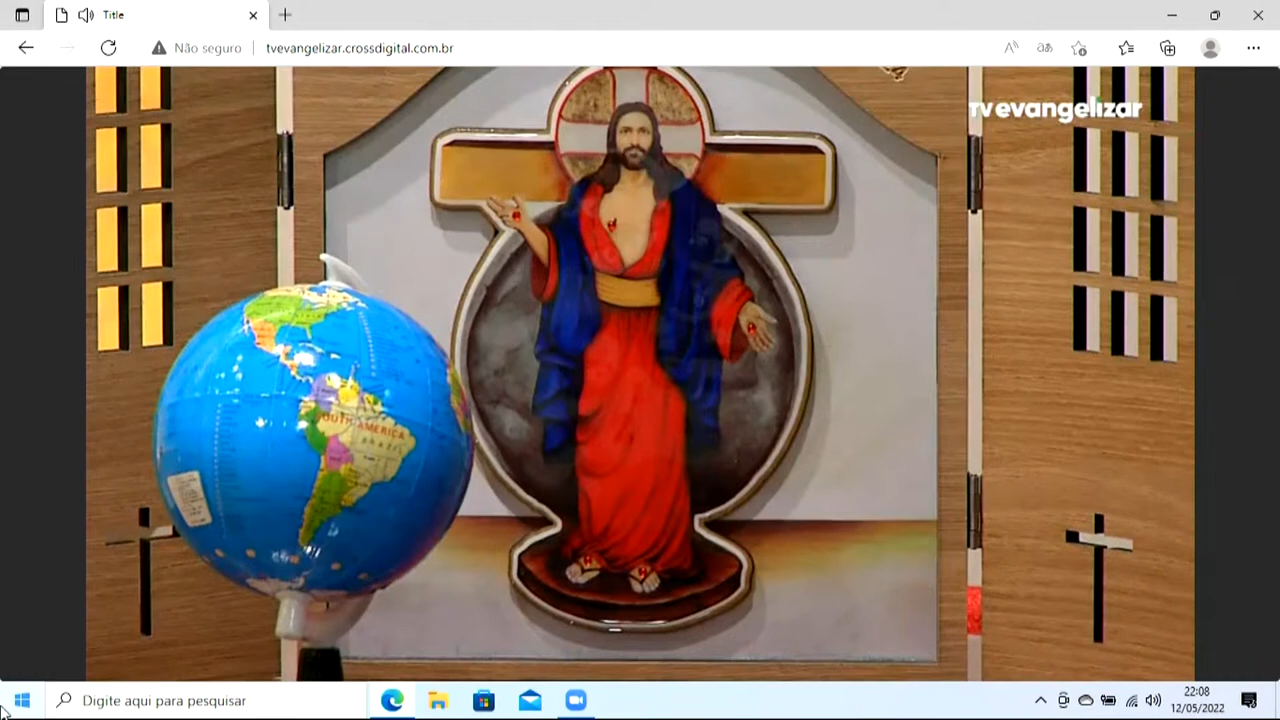 Title
Não seguro
tvevangelizar.crossdigital.com.br
tvevangelizar
SOUTH AMERICA
BRAZIL
Digite aqui para pesquisar
22:08
12/05/2022